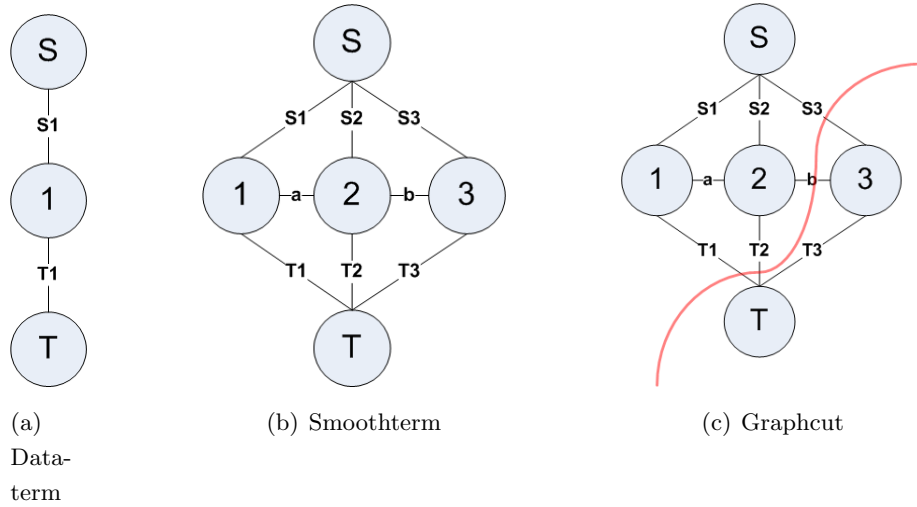 S
S1
1
T1
T
(a)
Data-
term
S
S1 S2 S3
1 a 2 b 3
T1 T2 T3
T
(b) Smoothterm
S
S1 S2 S3
1 a 2 b 3
T1 T2 T3
T
(c) Graphcut